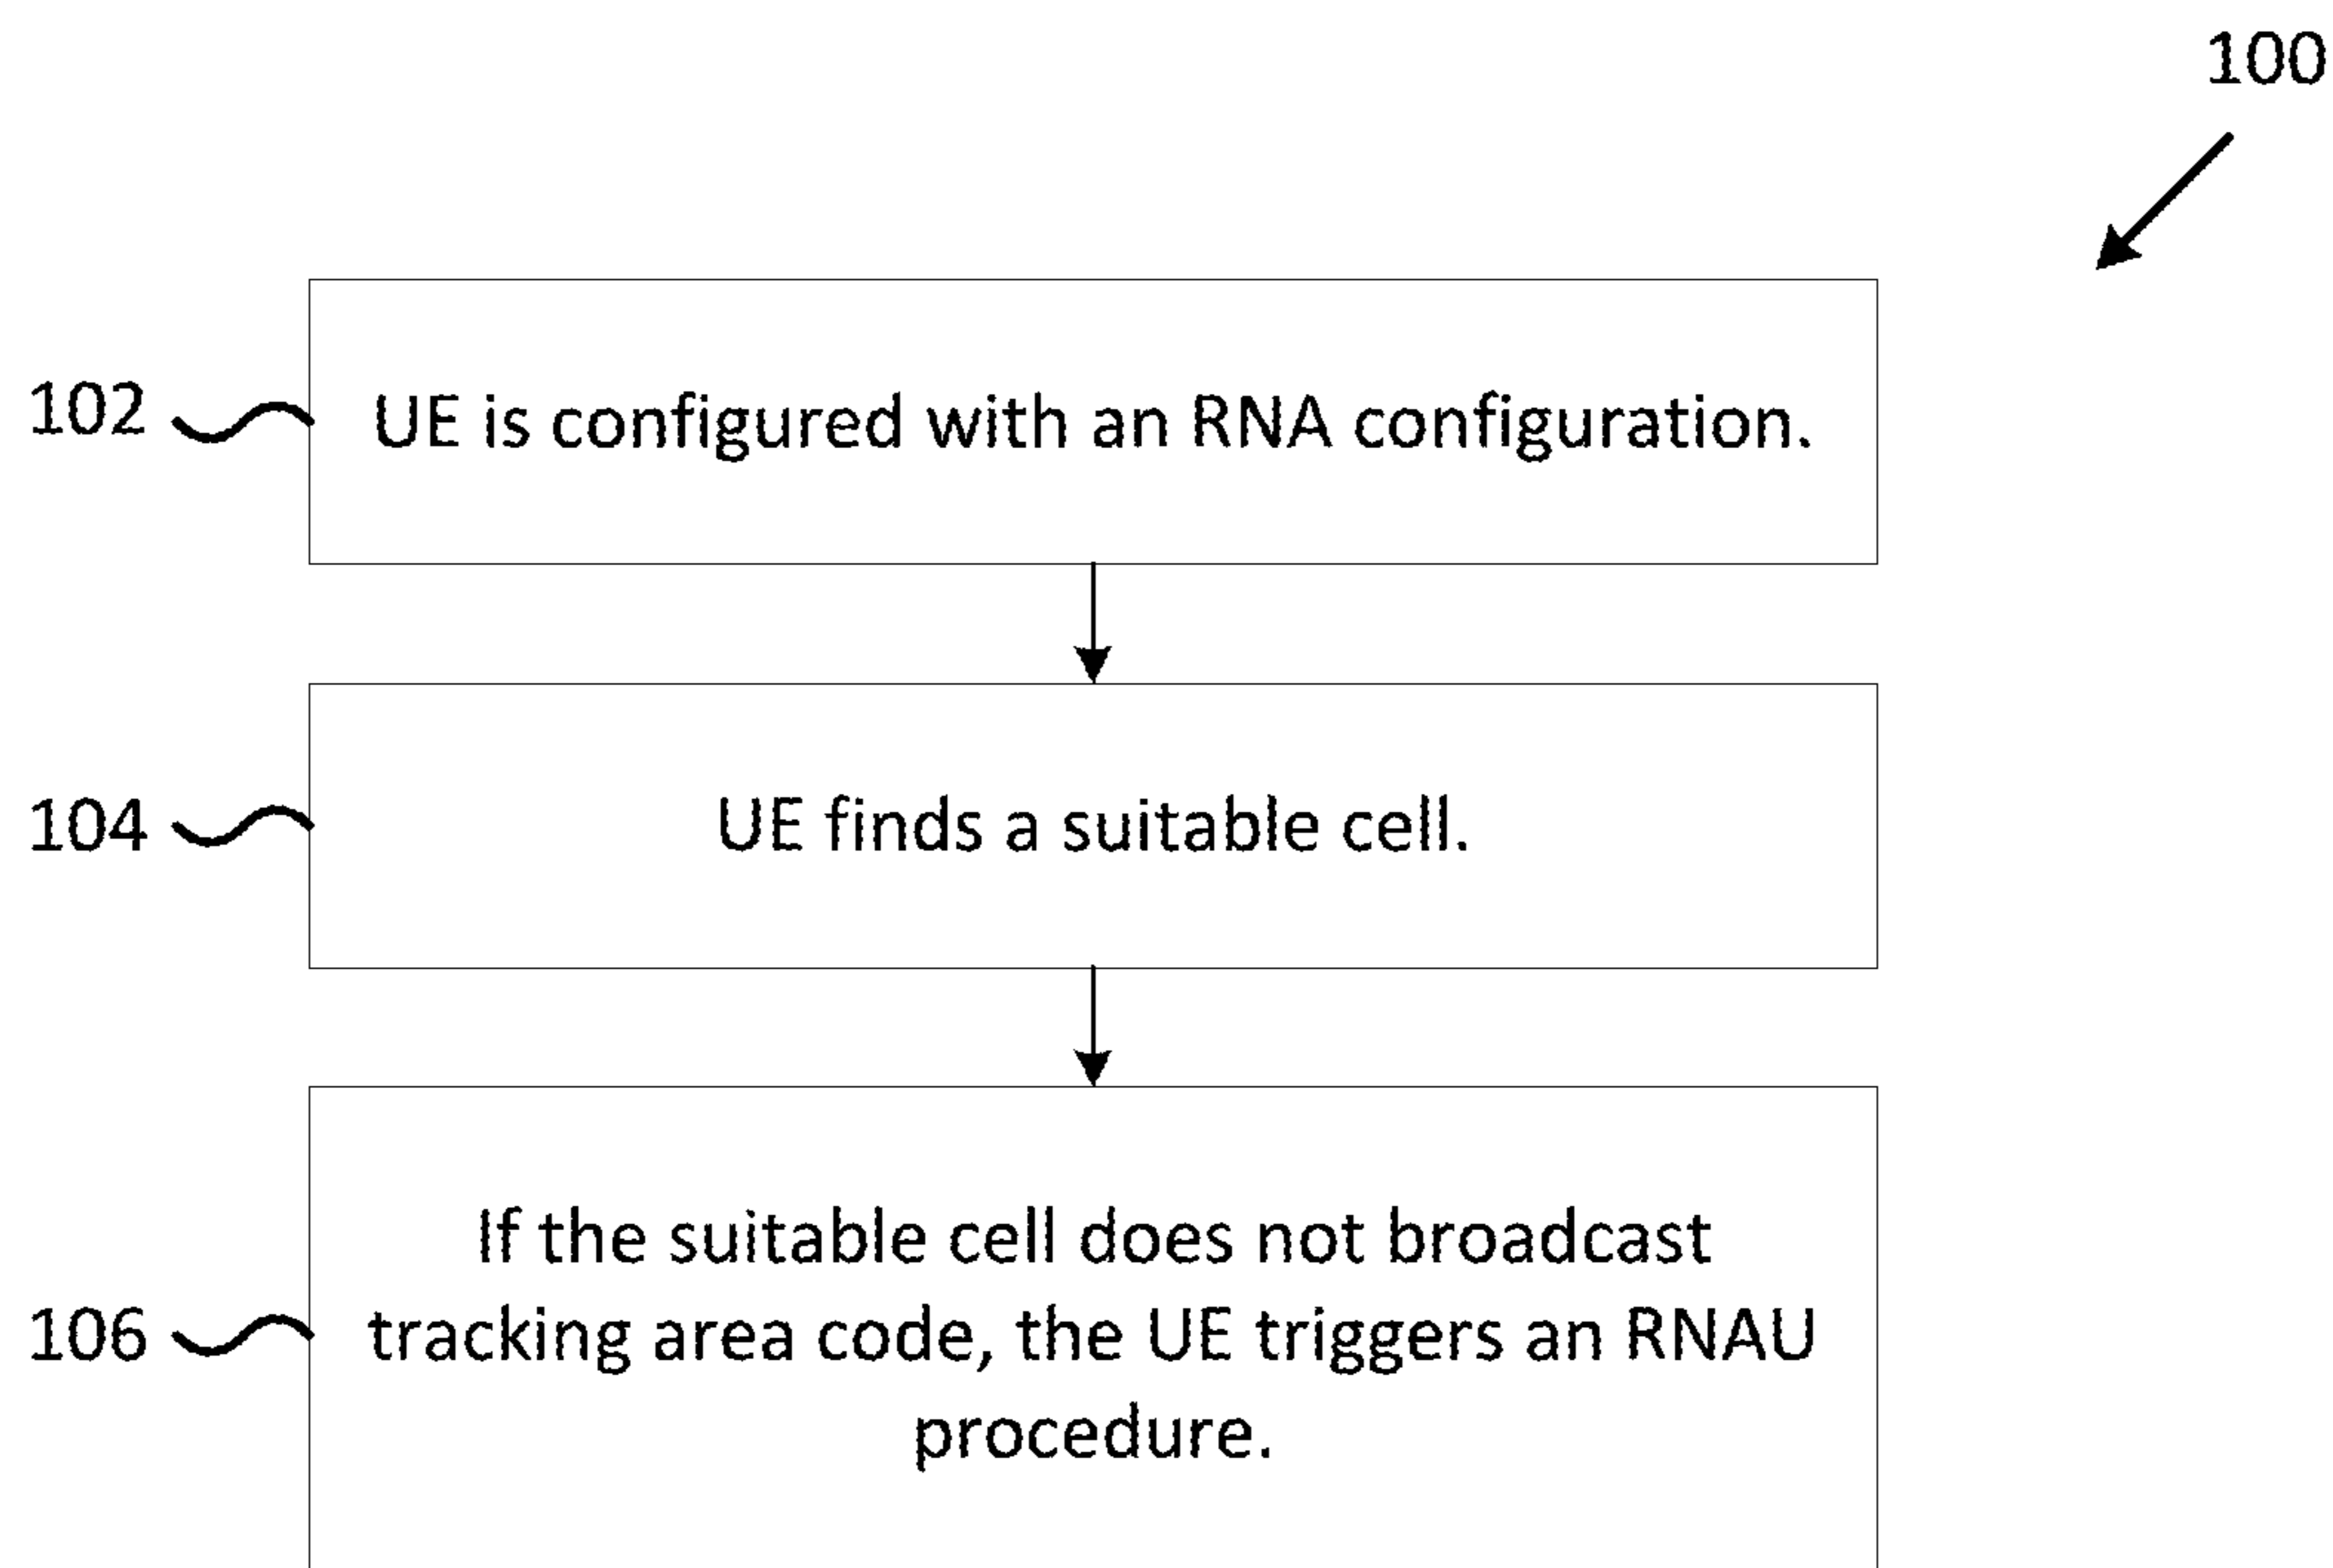 100
102
UE is configured with an RNA configuration.
104
UE finds a suitable cell.
If the suitable cell does not broadcast
106
tracking area code, the UE triggers an RNAU
procedure.